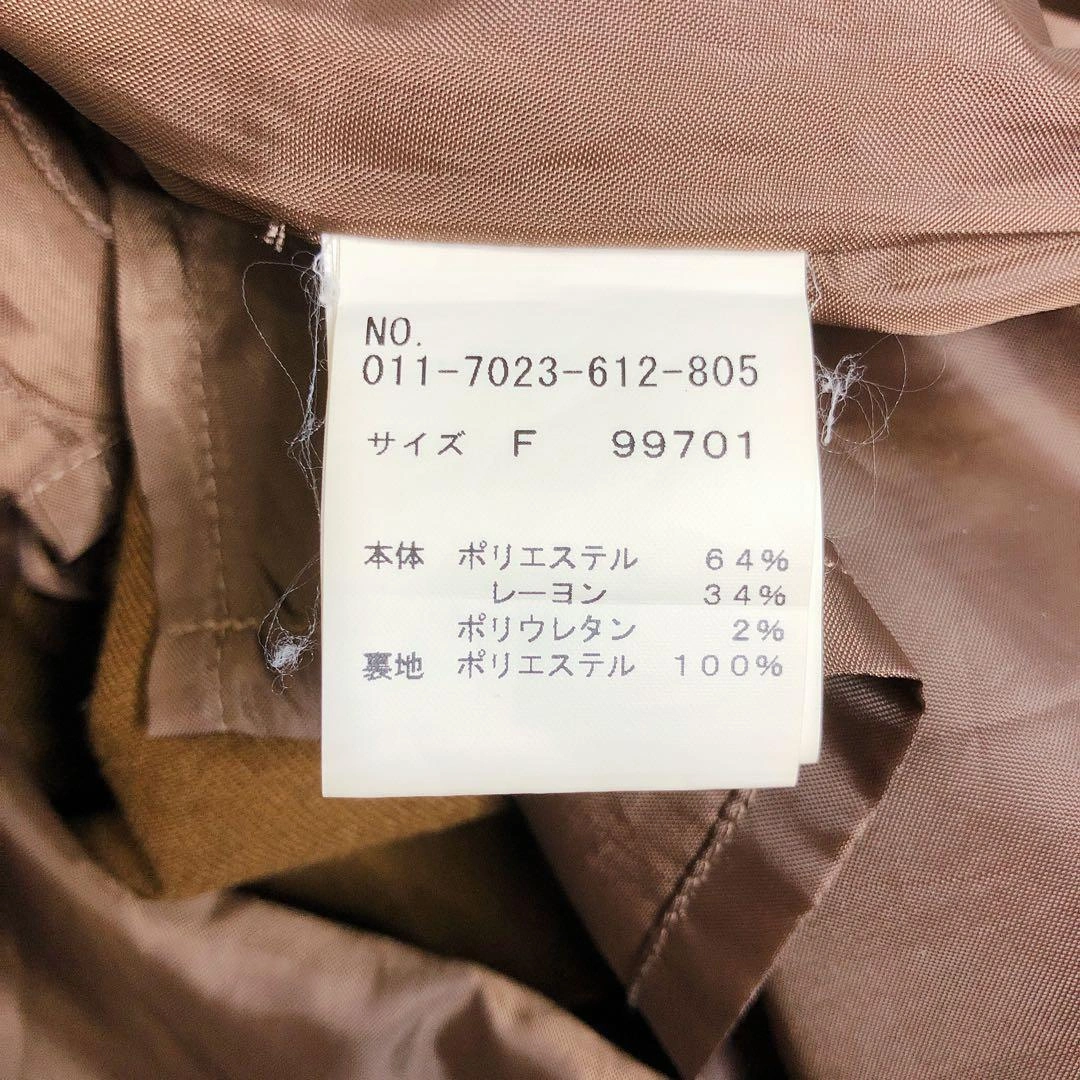 NO.
011-7023-612-805
サイズ F 99701
本体 ポリエステル 64%
レーヨン 34%
ポリウレタン 2%
裏地 ポリエステル 100%